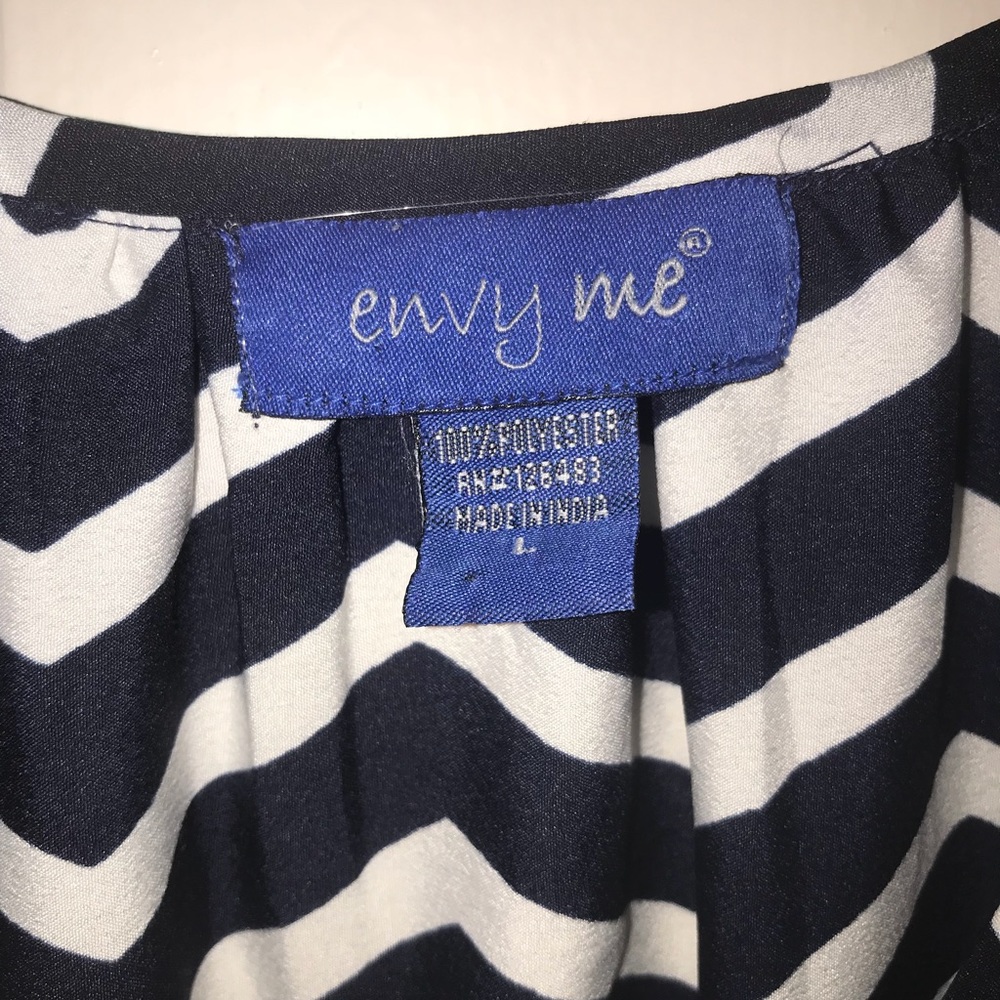 envy me®
100% POLYESTER
RN#126483
MADE IN INDIA
L